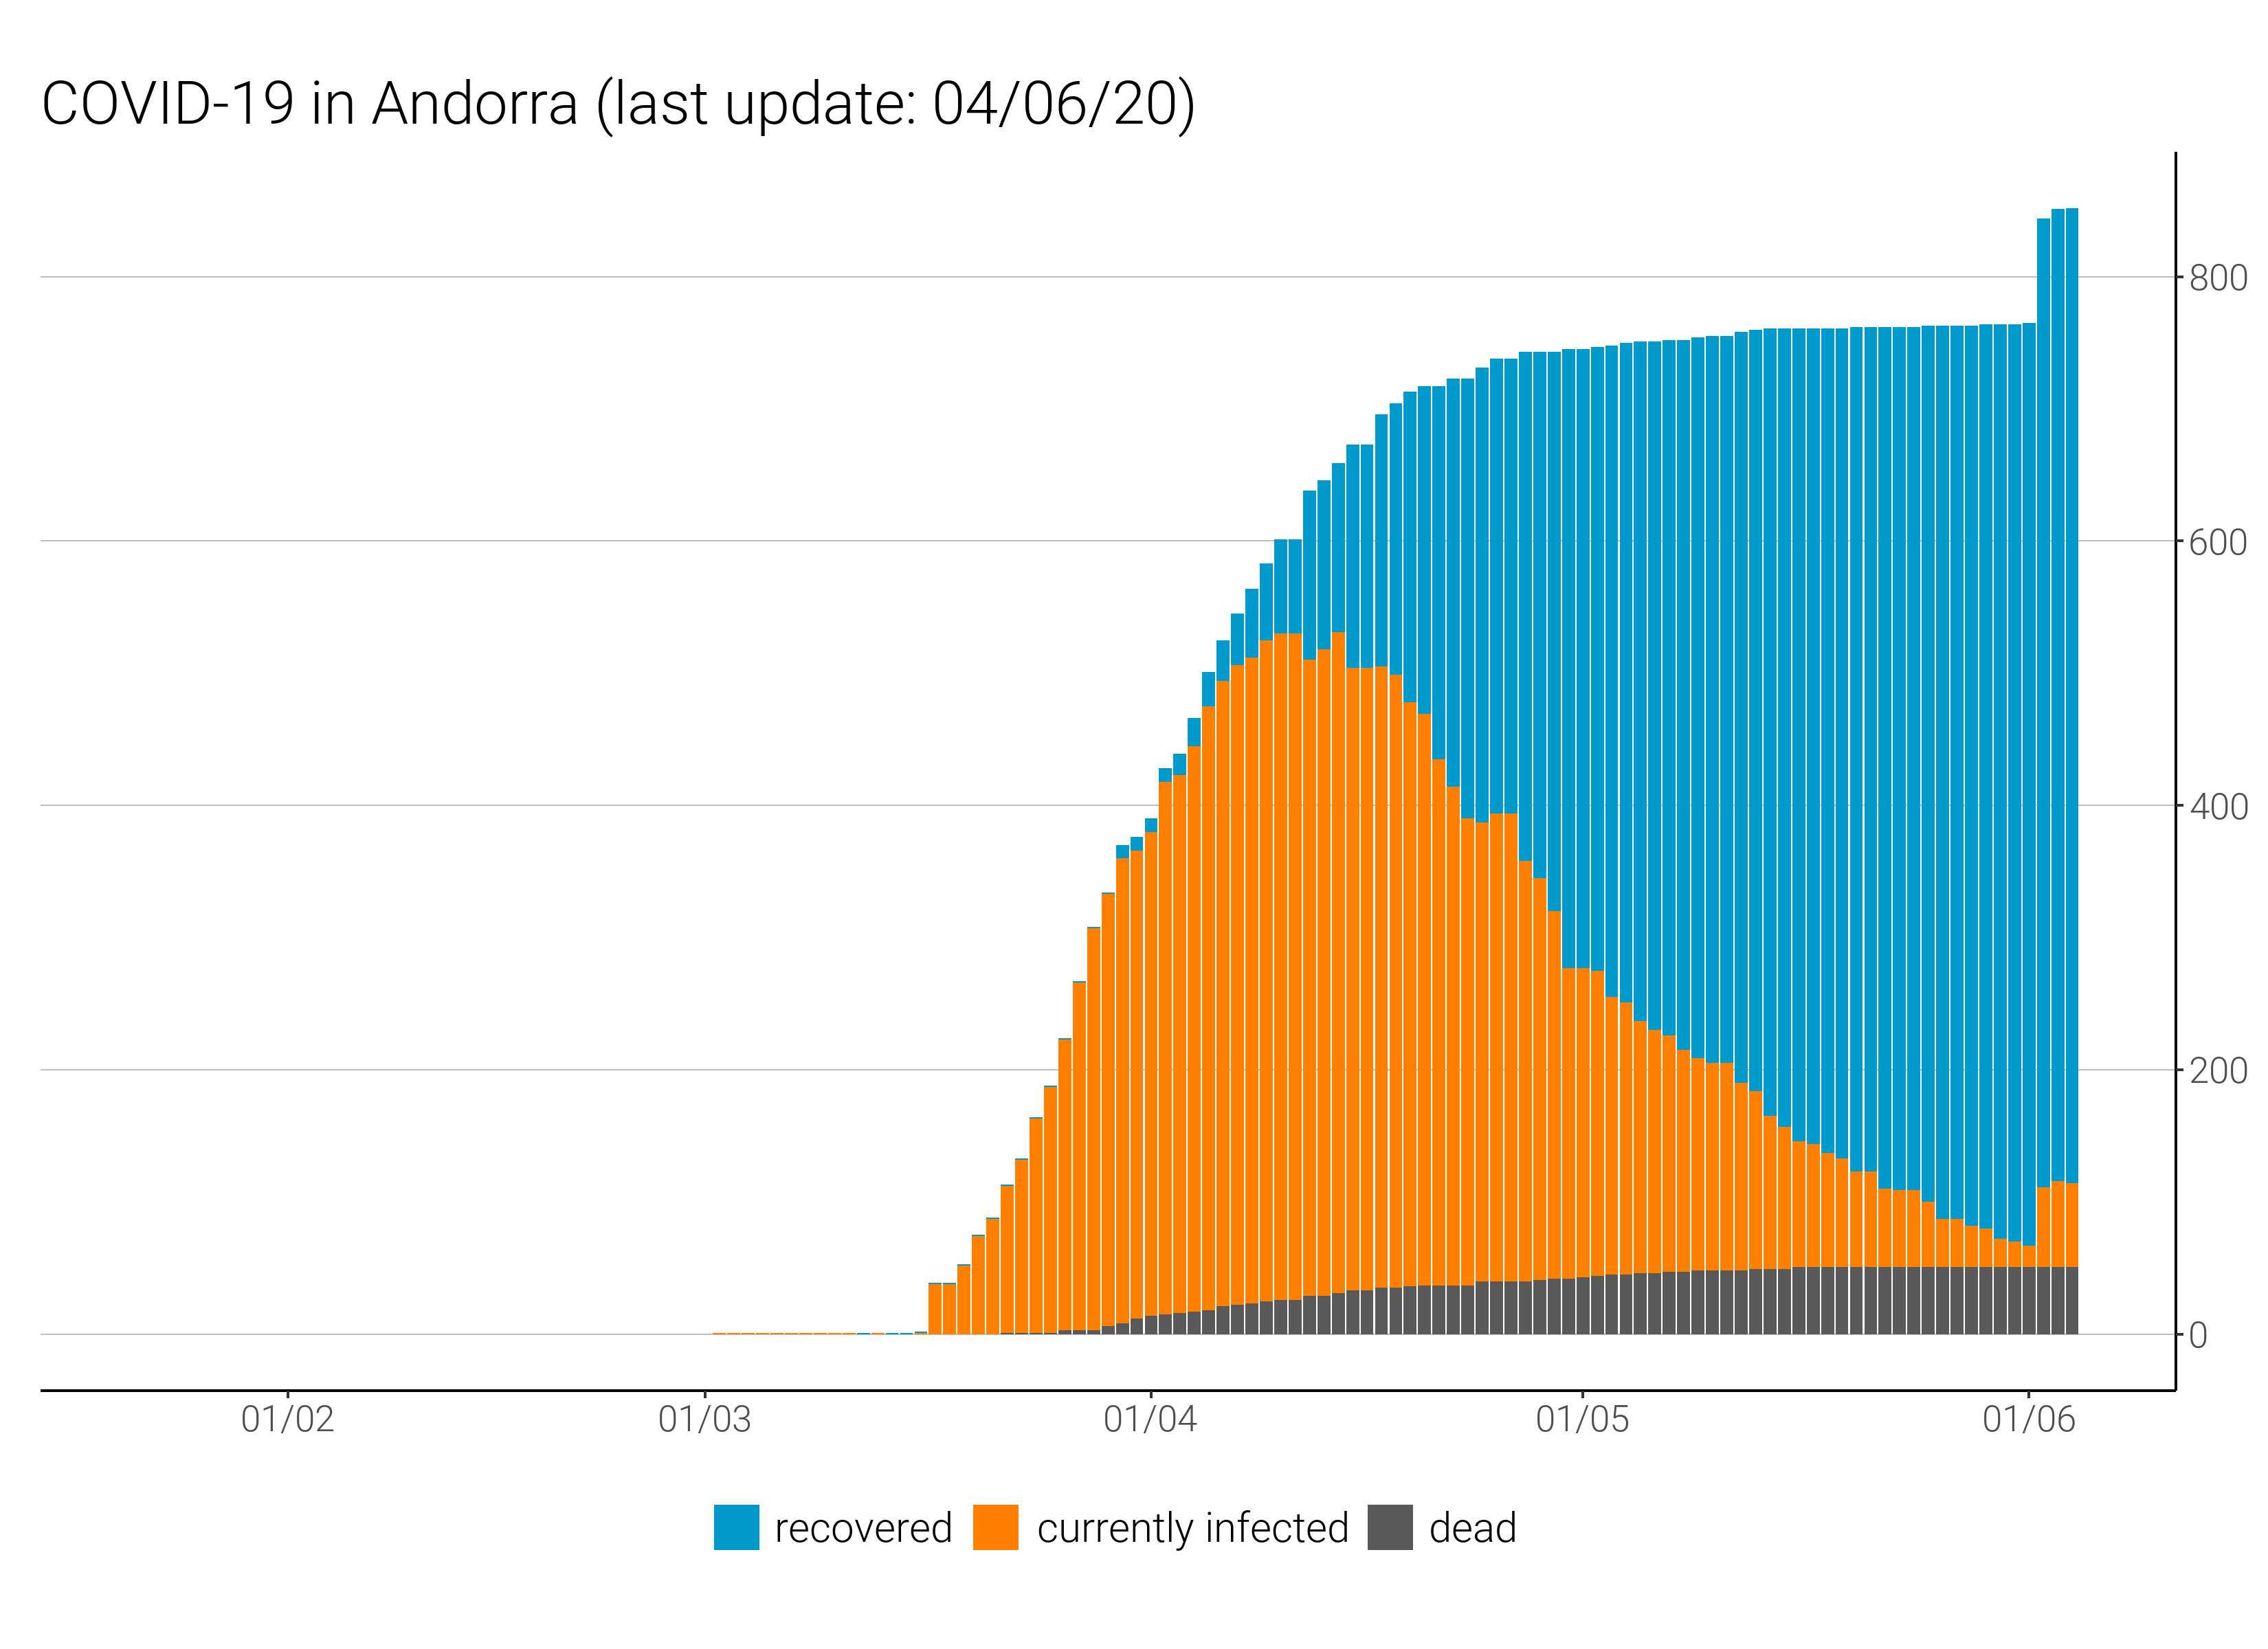 COVID-19 in Andorra (last update: 04/06/20)
800
600
400
200
0
01/02 01/03 01/04 01/05 01/06
recovered currently infected dead